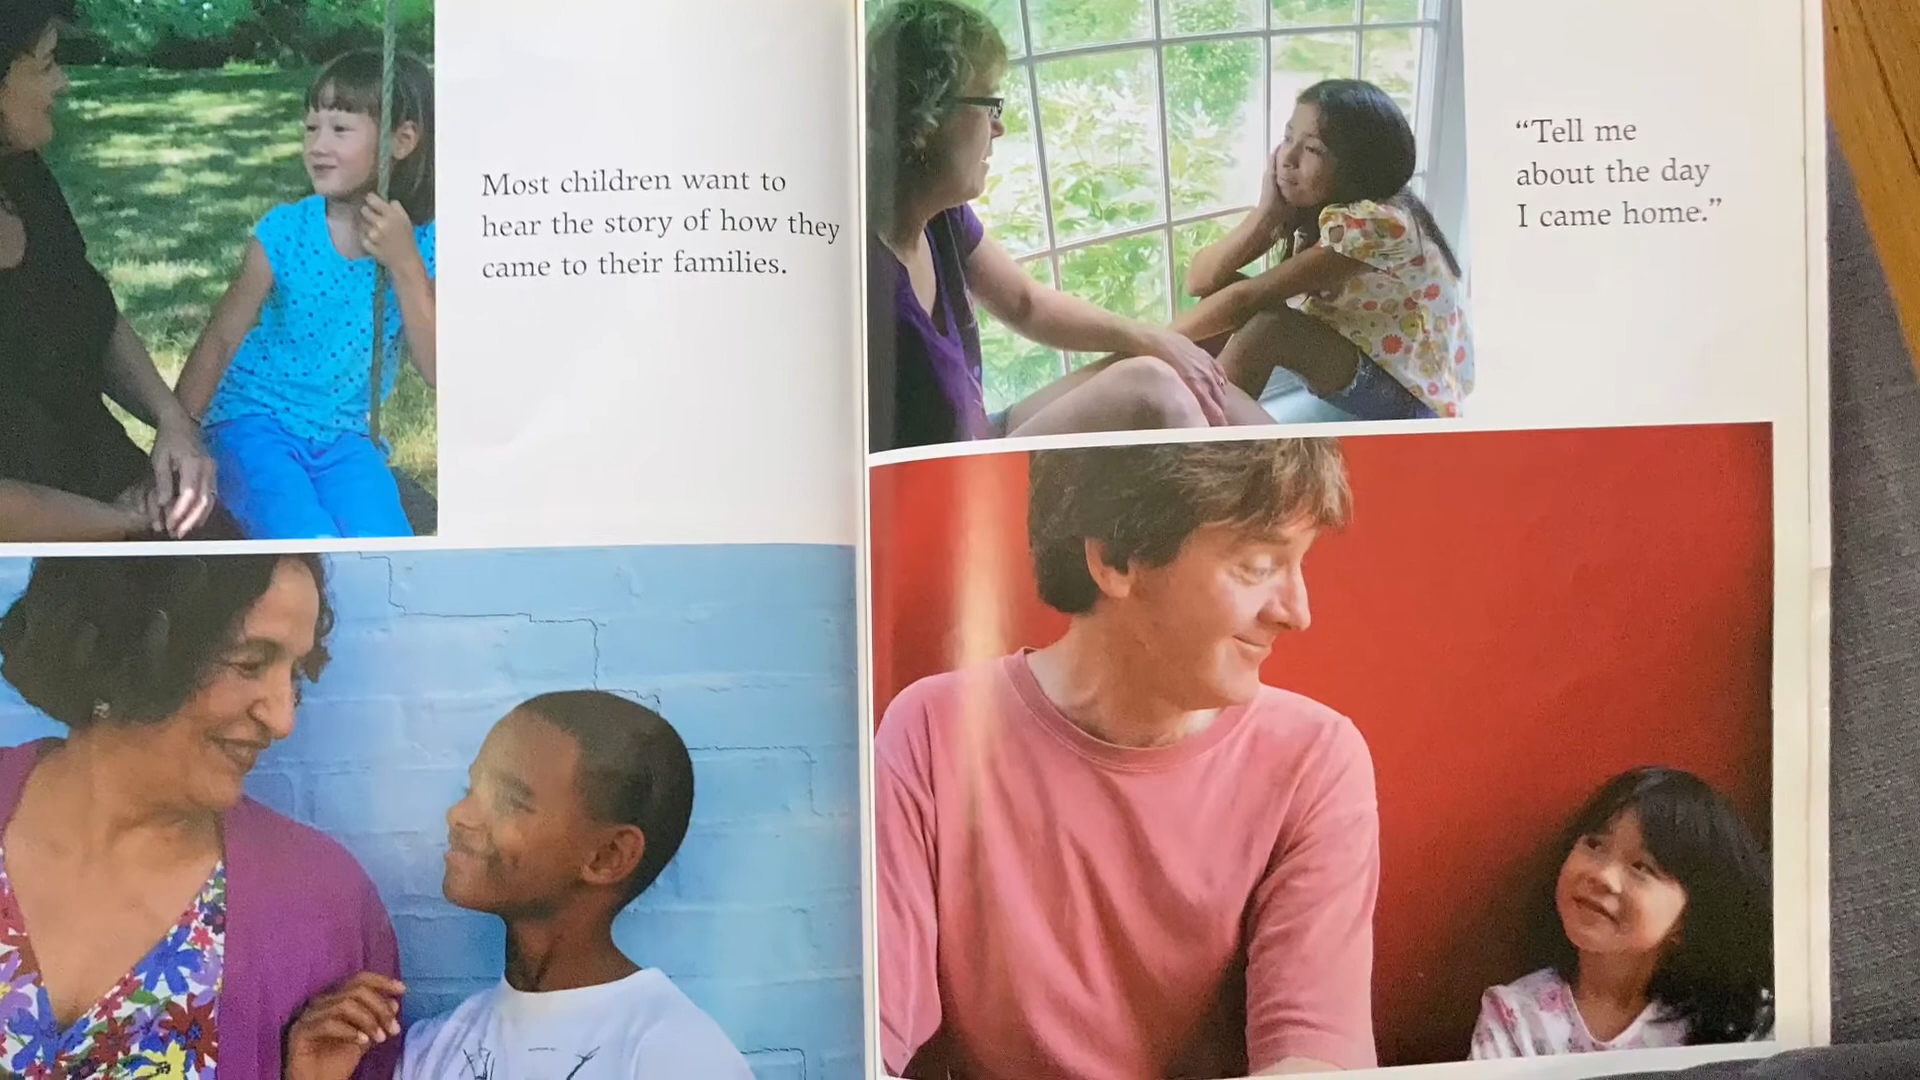 Most children want to
hear the story of how they
came to their families.
“Tell me
about the day
I came home.”